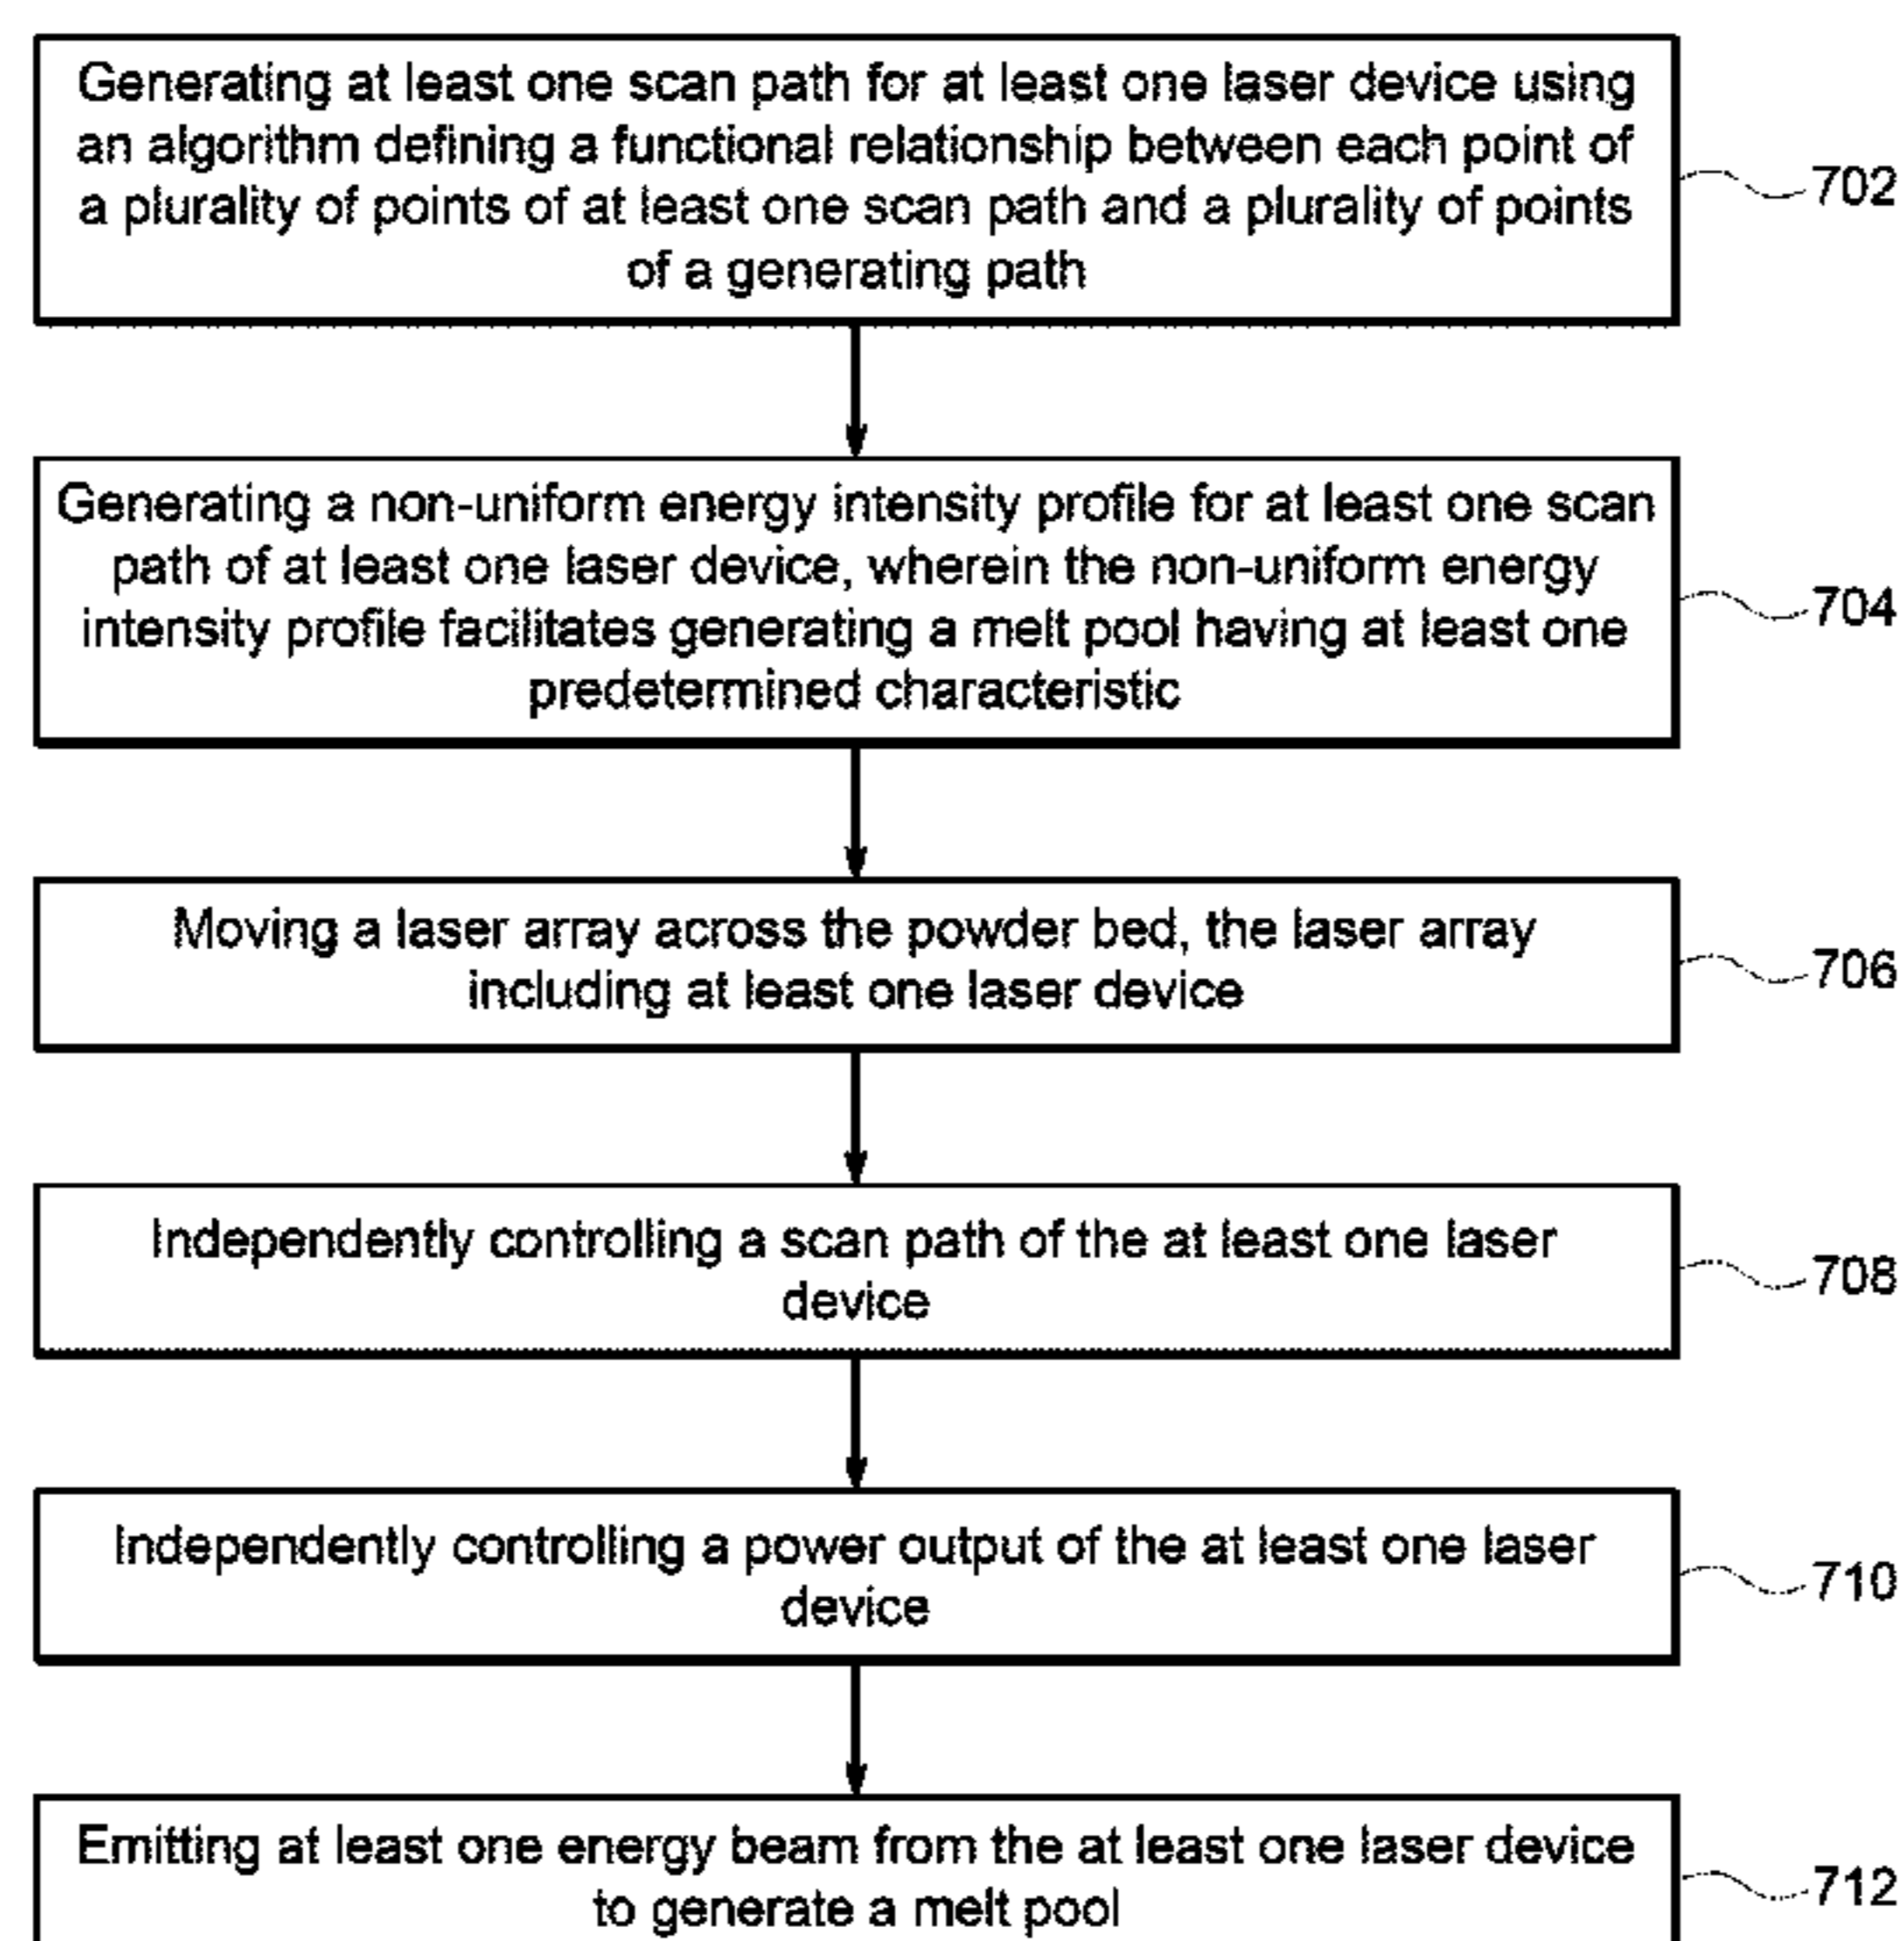 Generating at least one scan path for at least one laser device using
an algorithm defining a functional relationship between each point of
a plurality of points of at least one scan path and a plurality of points
of a generating path
702
Generating a non-uniform energy intensity profile for at least one scan
path of at least one laser device, wherein the non-uniform energy
intensity profile facilitates generating a melt pool having at least one
predetermined characteristic
704
Moving a laser array across the powder bed, the laser array
including at least one laser device
706
Independently controlling a scan path of the at least one laser
device
708
Independently controlling a power output of the at least one laser
device
710
Emitting at least one energy beam from the at least one laser device
to generate a melt pool
712